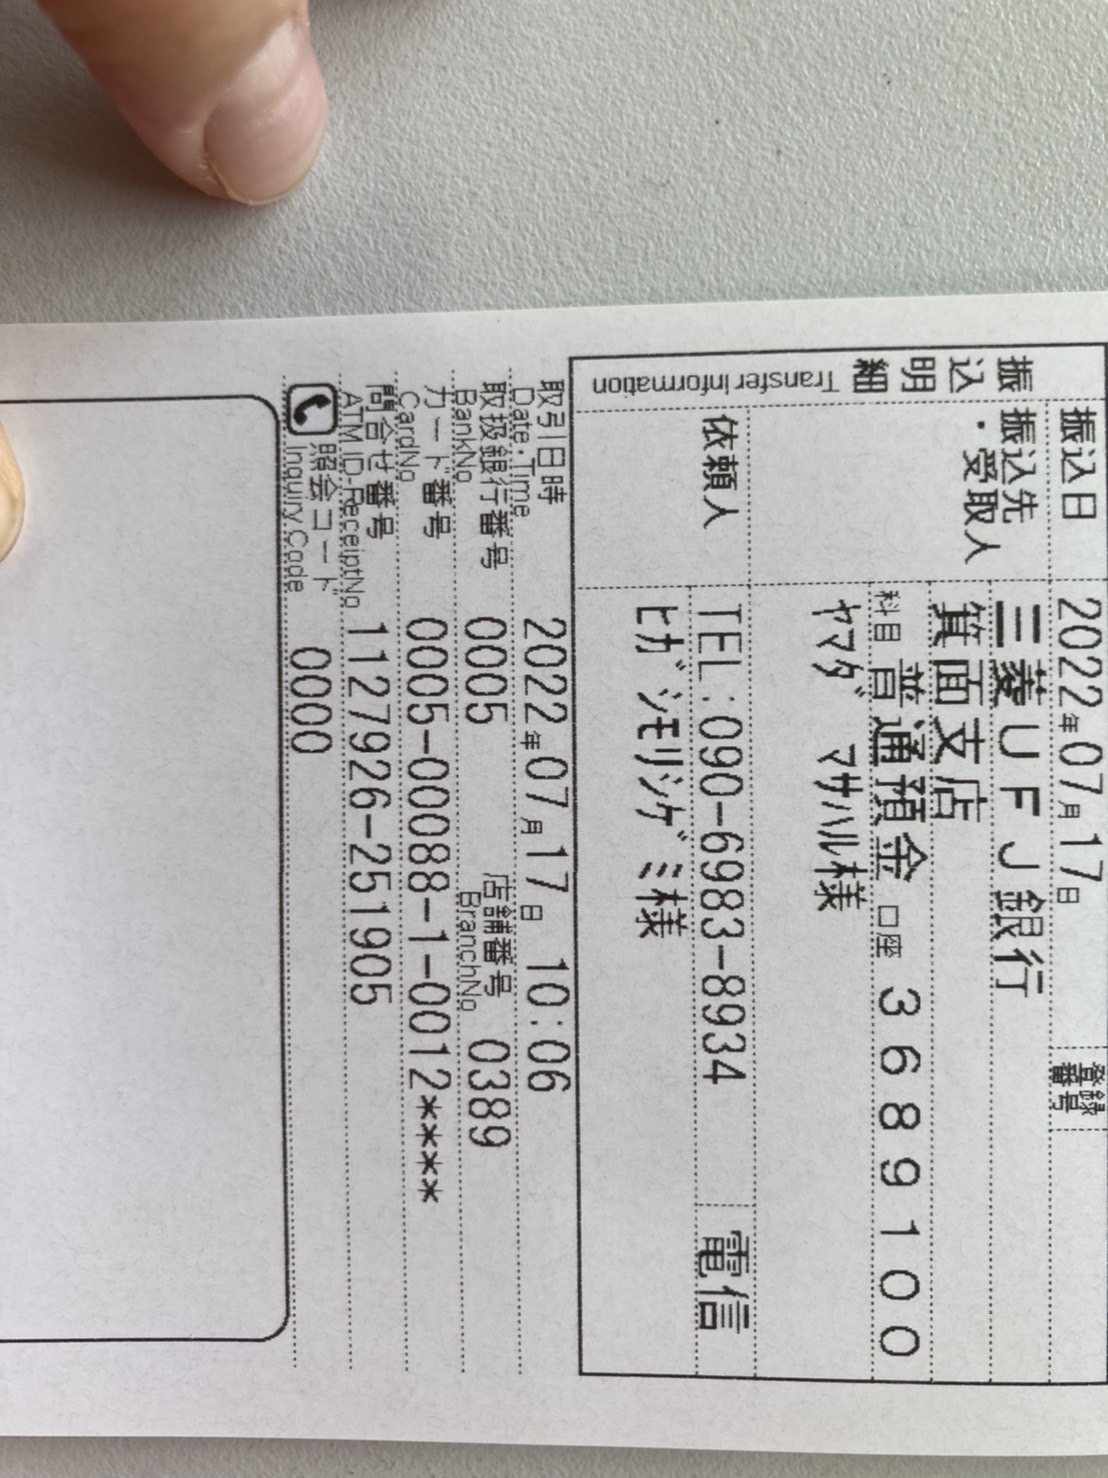 振込明細 Transfer Information
振込日 2022年07月17日 登録番号
振込先・受取人 三菱UFJ銀行
箕面支店
科目 普通預金 口座 3689100
ヤマダ マサハル様
依頼人 TEL:090-6983-8934 電信
ヒガシモリシゲミ様
取引日時 Date・Time 2022年07月17日 10:06
取扱銀行番号 BankNo 0005 店舗番号 BranchNo 0389
カード番号 CardNo 0005-0088-1-0012****
問合せ番号 ATM ID-ReceiptNo 1127926-251905
照会コード Inquiry Code 0000